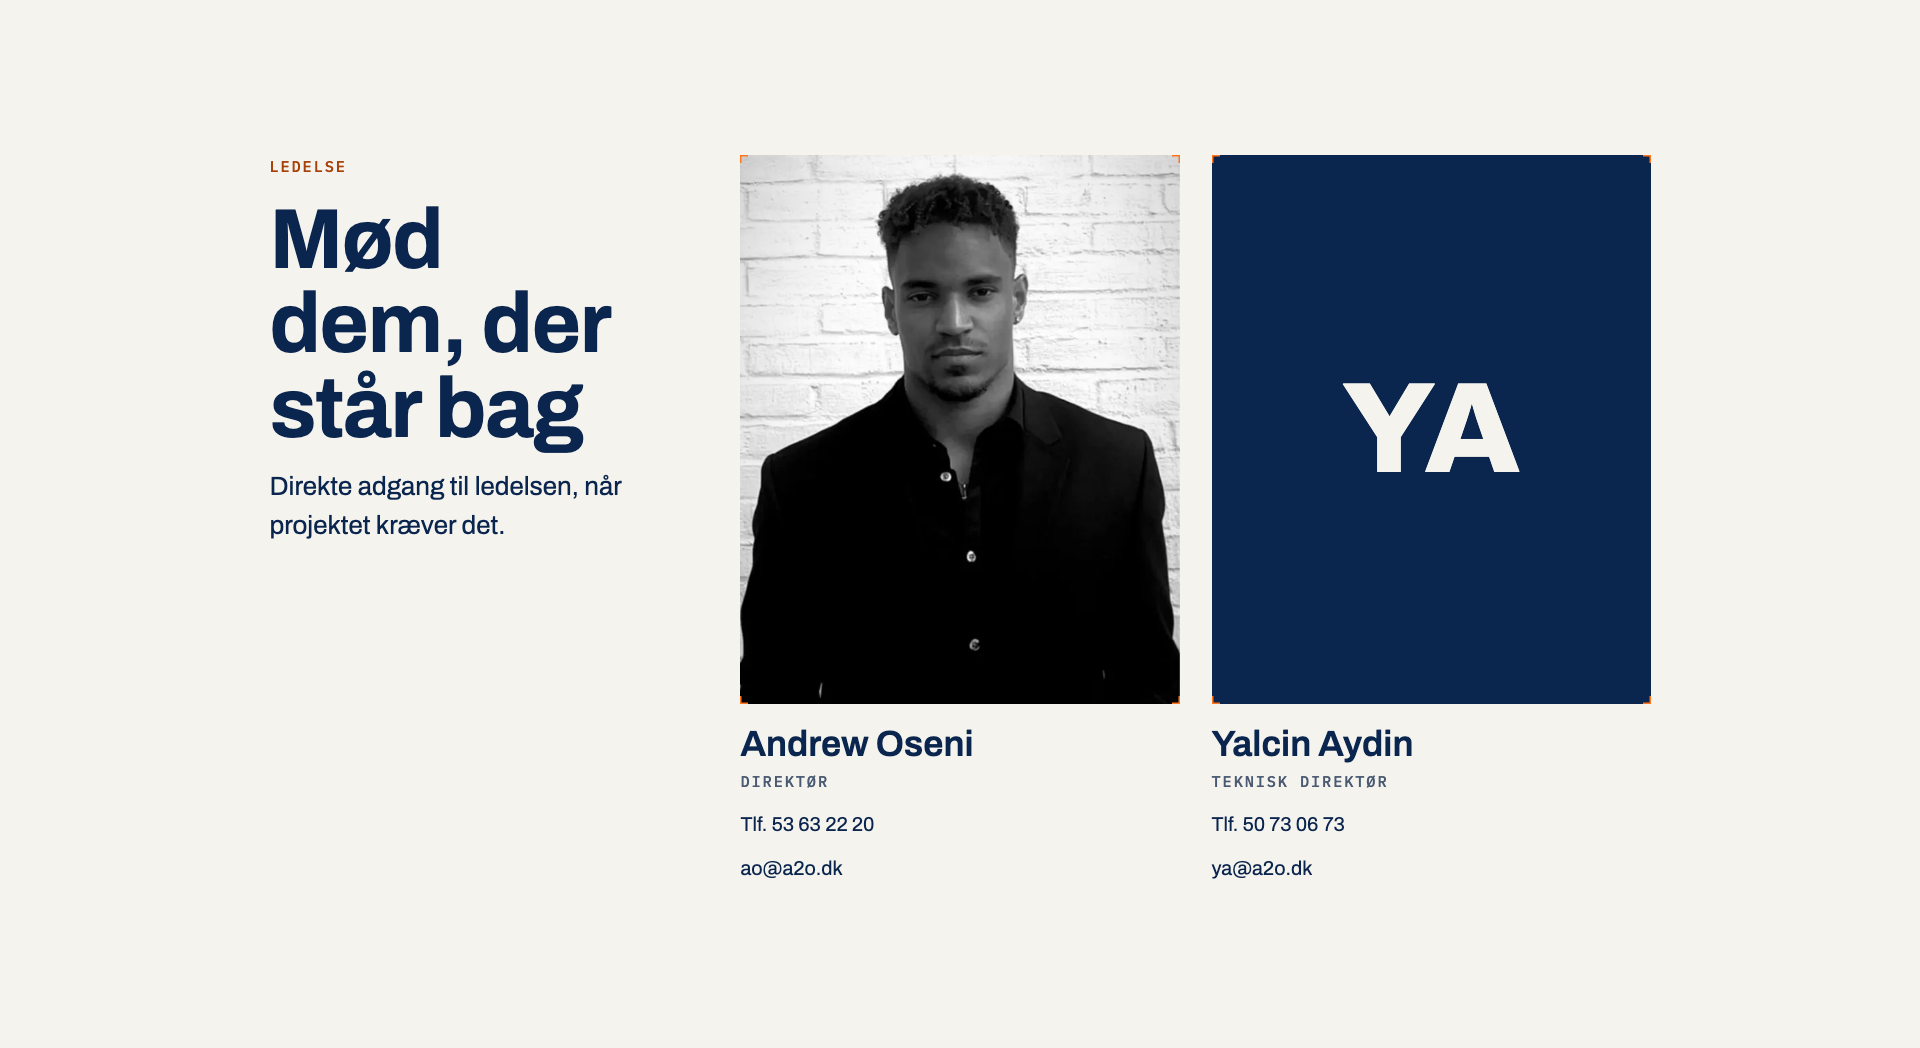 LEDELSE
Mød
dem, der
står bag
Direkte adgang til ledelsen, når
projektet kræver det.
Andrew Oseni
DIREKTØR
Tlf. 53 63 22 20
ao@a2o.dk
YA
Yalcin Aydin
TEKNISK DIREKTØR
Tlf. 50 73 06 73
ya@a2o.dk